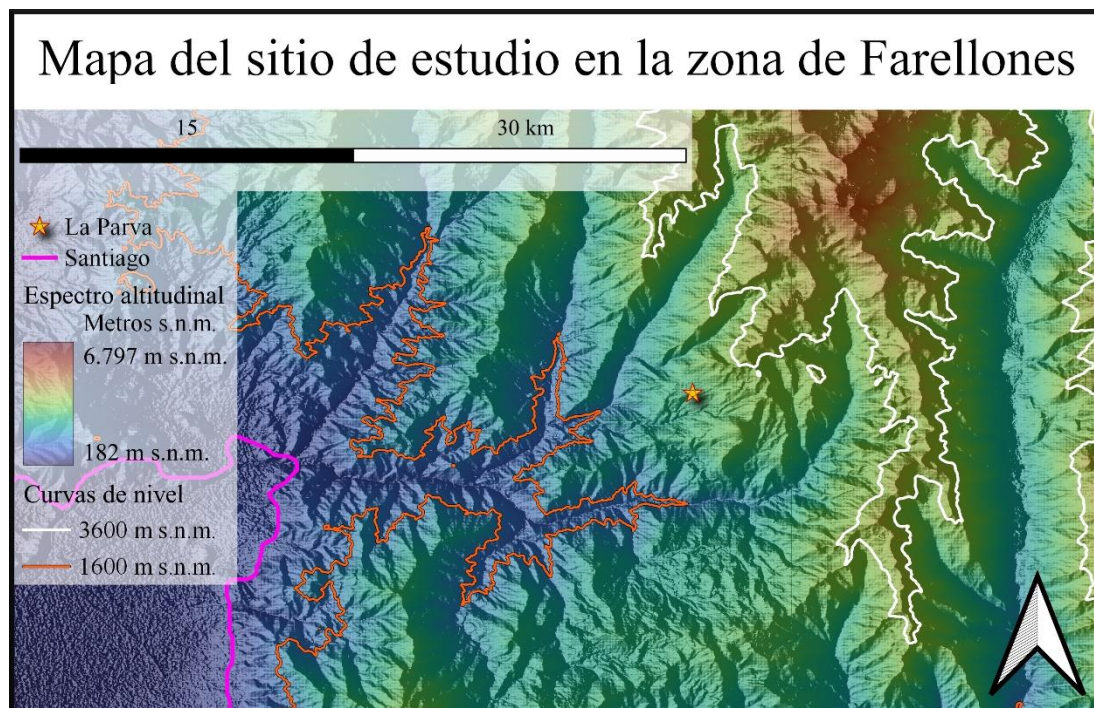 Mapa del sitio de estudio en la zona de Farellones
15 30 km
La Parva
Santiago
Espectro altitudinal
Metros s.n.m.
6.797 m s.n.m.
182 m s.n.m.
Curvas de nivel
3600 m s.n.m.
1600 m s.n.m.